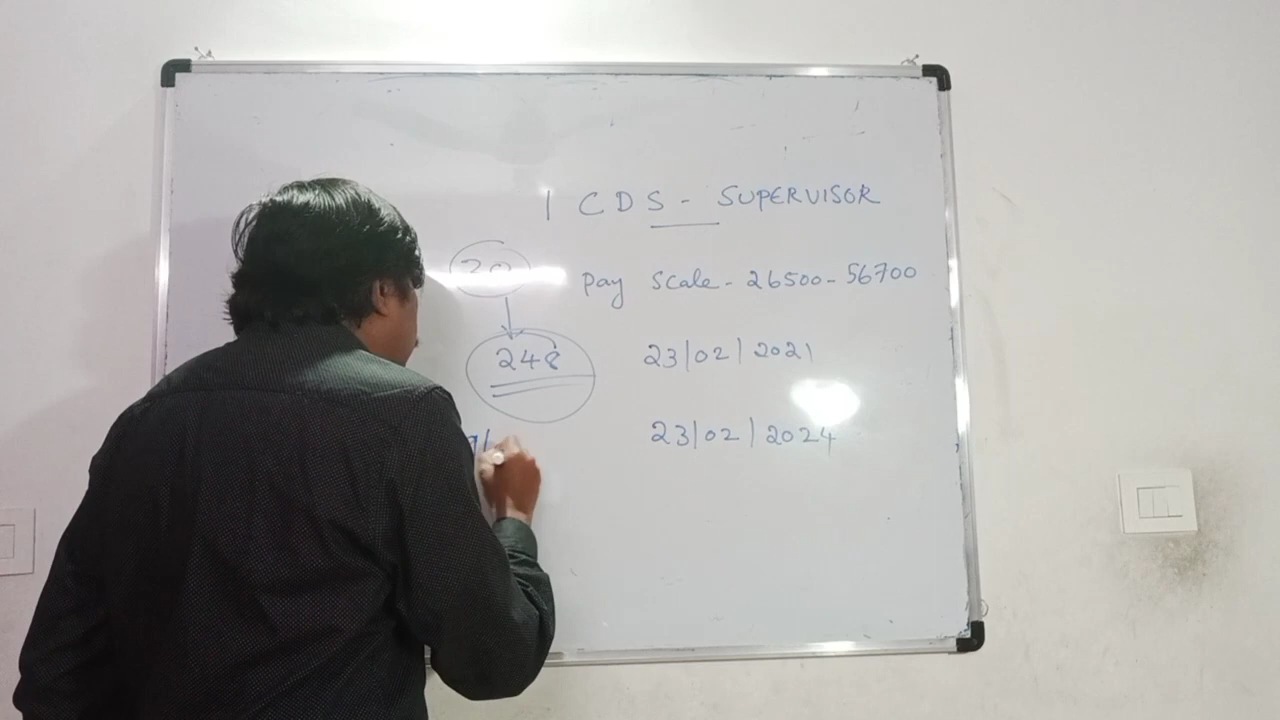 I CDS - SUPERVISOR
Pay Scale - 26500 - 56700
248
23/02/2021
23/02/2024